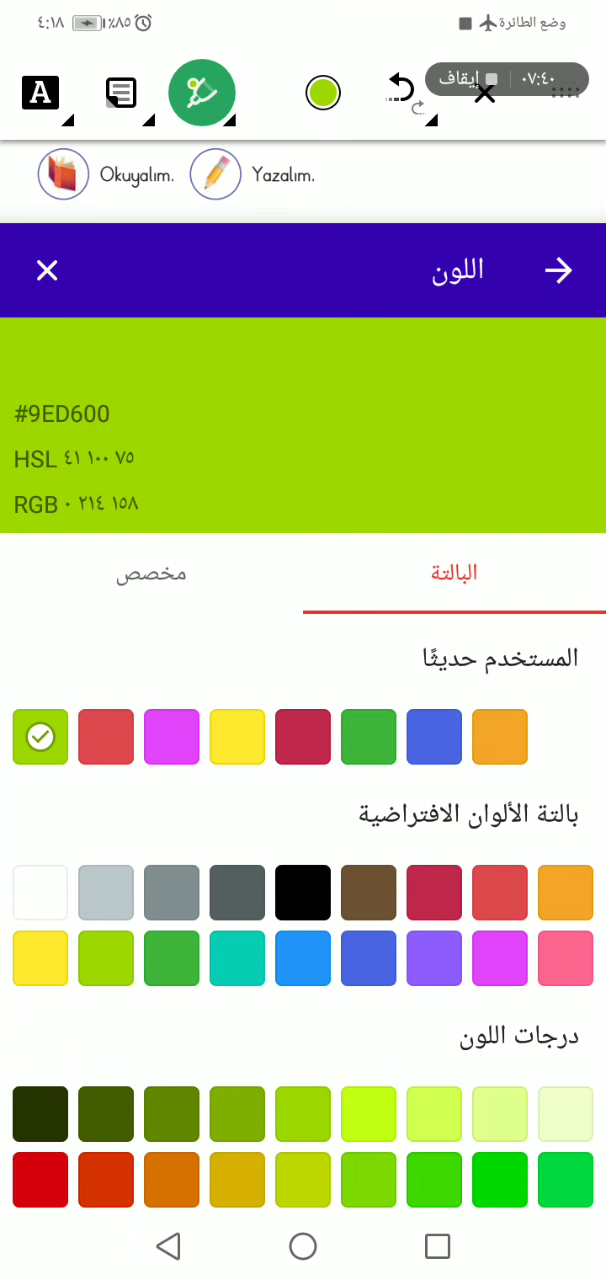 وضع الطائرة ٪٨٥ ٤:١٨
A إيقاف ٠٧:٤٠
Okuyalım. Yazalım.
اللون
#9ED600
HSL ٤١ ١٠٠ ٧٥
RGB ٠ ٢١٤ ١٥٨
البالتة مخصص
المستخدم حديثًا
بالتة الألوان الافتراضية
درجات اللون